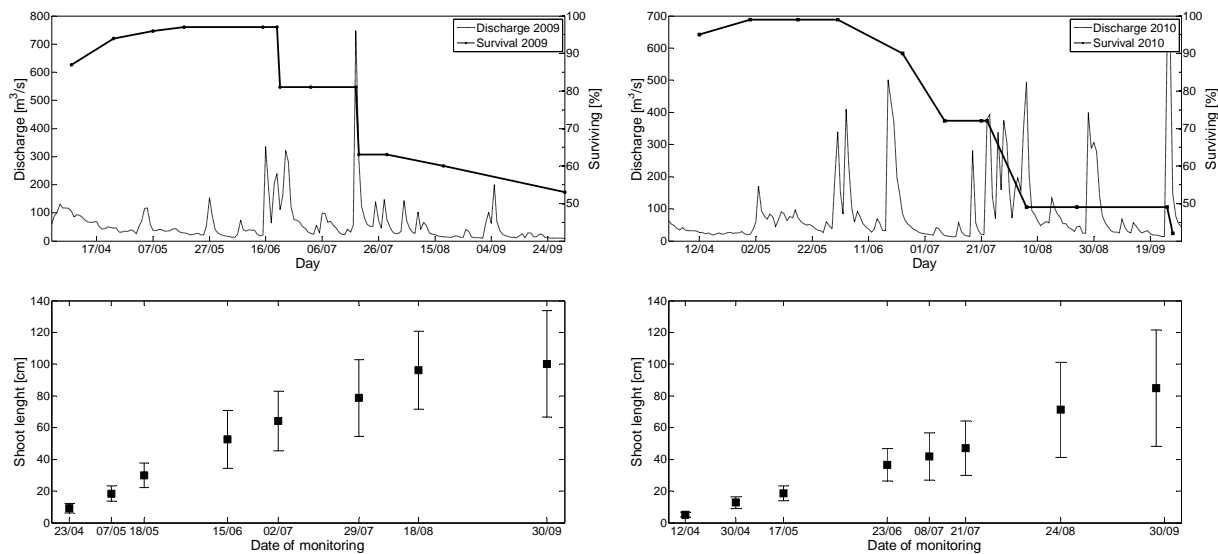 Discharge 2009
Survival 2009
Discharge [m³/s]
800
700
600
500
400
300
200
100
0
Surviving [%]
100
90
80
70
60
50
40
17/04 07/05 27/05 16/06 06/07 26/07 15/08 04/09 24/09
Day
Discharge 2010
Survival 2010
Discharge [m³/s]
700
600
500
400
300
200
100
0
Surviving [%]
100
90
80
70
60
50
40
12/04 02/05 22/05 11/06 01/07 21/07 10/08 30/08 19/09
Day
Shoot lenght [cm]
140
120
100
80
60
40
20
0
23/04 07/05 18/05 15/06 02/07 29/07 18/08 30/09
Date of monitoring
Shoot lenght [cm]
140
120
100
80
60
40
20
0
12/04 30/04 17/05 23/06 08/07 21/07 24/08 30/09
Date of monitoring